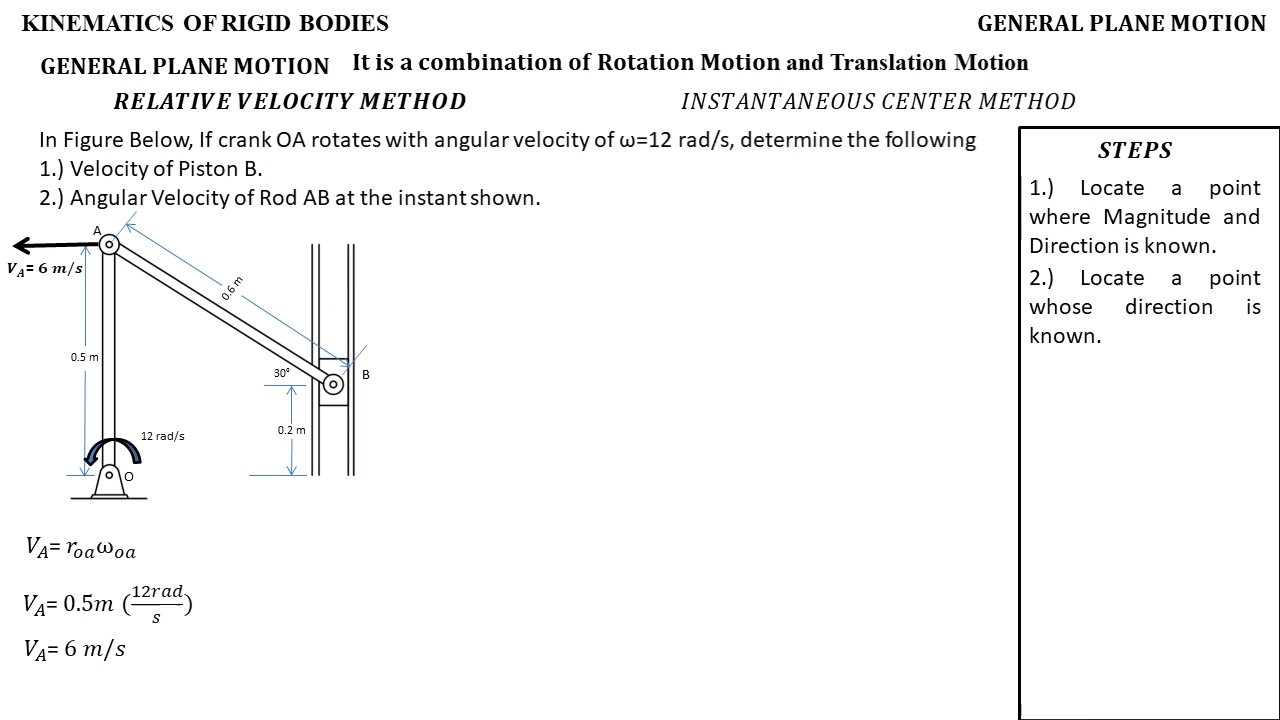 KINEMATICS OF RIGID BODIES
GENERAL PLANE MOTION
GENERAL PLANE MOTION It is a combination of Rotation Motion and Translation Motion
RELATIVE VELOCITY METHOD
INSTANTANEOUS CENTER METHOD
In Figure Below, If crank OA rotates with angular velocity of ω=12 rad/s, determine the following
1.) Velocity of Piston B.
2.) Angular Velocity of Rod AB at the instant shown.
A
V_A= 6 m/s
0.6 m
0.5 m
30°
B
0.2 m
12 rad/s
O
V_A= r_oa ω_oa
V_A= 0.5m (12rad/s)
V_A= 6 m/s
STEPS
1.) Locate a point
where Magnitude and
Direction is known.
2.) Locate a point
whose direction is
known.